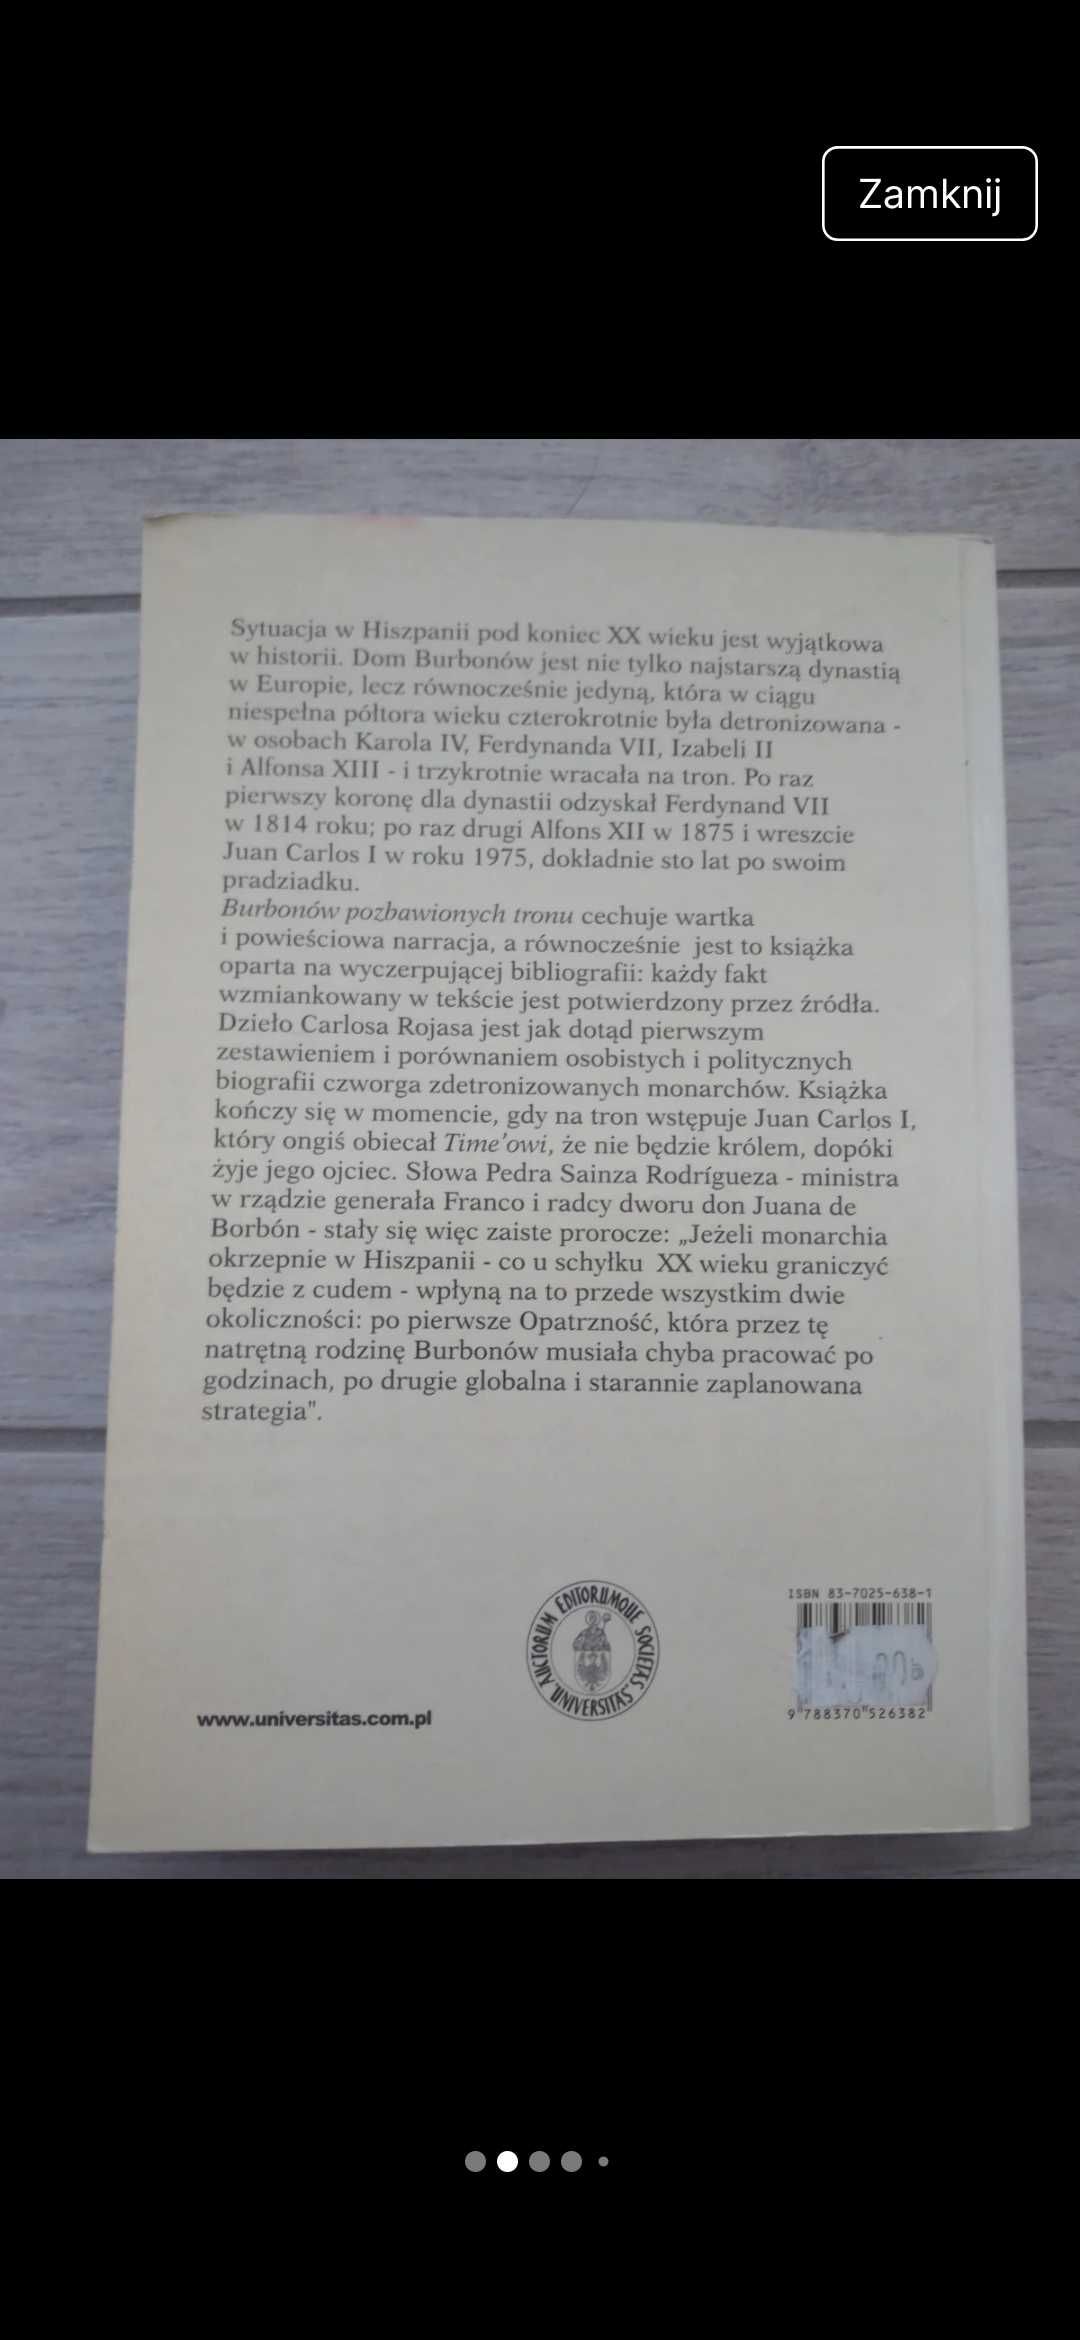 Zamknij
Sytuacja w Hiszpanii pod koniec XX wieku jest wyjątkowa
w historii. Dom Burbonów jest nie tylko najstarszą dynastią
w Europie, lecz równocześnie jedyną, która w ciągu
niespełna półtora wieku czterokrotnie była detronizowana -
w osobach Karola IV, Ferdynanda VII, Izabeli II
i Alfonsa XIII - i trzykrotnie wracała na tron. Po raz
pierwszy koronę dla dynastii odzyskał Ferdynand VII
w 1814 roku; po raz drugi Alfons XII w 1875 i wreszcie
Juan Carlos I w roku 1975, dokładnie sto lat po swoim
pradziadku.
Burbonów pozbawionych tronu cechuje wartka
i powieściowa narracja, a równocześnie jest to książka
oparta na wyczerpującej bibliografii: każdy fakt
wzmiankowany w tekście jest potwierdzony przez źródła.
Dzieło Carlosa Rojasa jest jak dotąd pierwszym
zestawieniem i porównaniem osobistych i politycznych
biografii czworga zdetronizowanych monarchów. Książka
kończy się w momencie, gdy na tron wstępuje Juan Carlos I,
który ongiś obiecał Time'owi, że nie będzie królem, dopóki
żyje jego ojciec. Słowa Pedra Sainza Rodrígueza - ministra
w rządzie generała Franco i radcy dworu don Juana de
Borbón - stały się więc zaiste prorocze: „Jeżeli monarchia
okrzepnie w Hiszpanii - co u schyłku XX wieku graniczyć
będzie z cudem - wpłyną na to przede wszystkim dwie
okoliczności: po pierwsze Opatrzność, która przez tę
natrętną rodzinę Burbonów musiała chyba pracować po
godzinach, po drugie globalna i starannie zaplanowana
strategia".
AUCTORUM EDITORUMQUE SOCIETAS "UNIVERSITAS"
www.universitas.com.pl
ISBN 83-7025-638-1
9 788370 526382